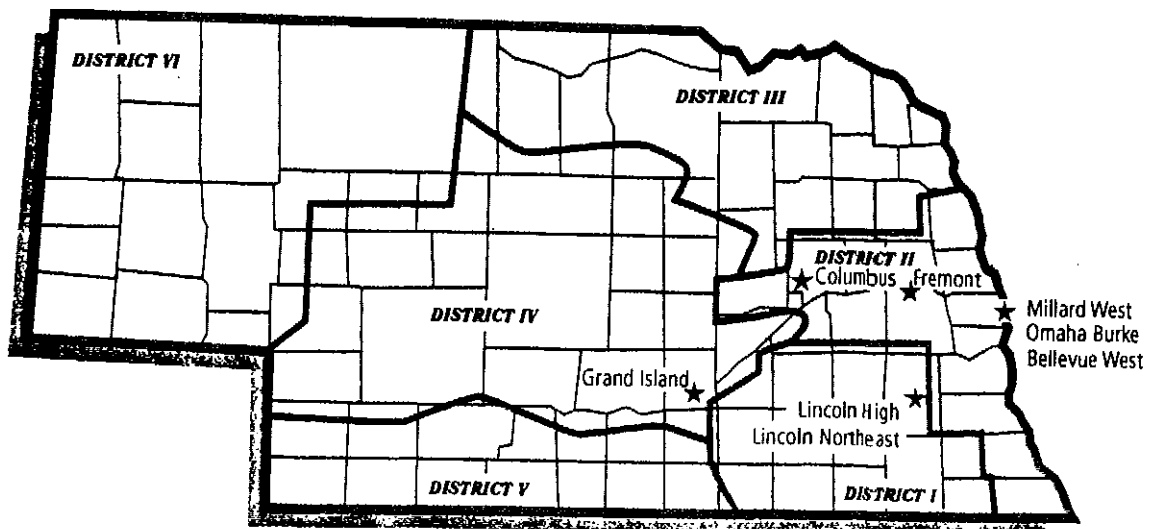 DISTRICT VI
DISTRICT III
DISTRICT II
Columbus
Fremont
DISTRICT IV
Millard West
Omaha Burke
Bellevue West
Grand Island
Lincoln High
Lincoln Northeast
DISTRICT V
DISTRICT I